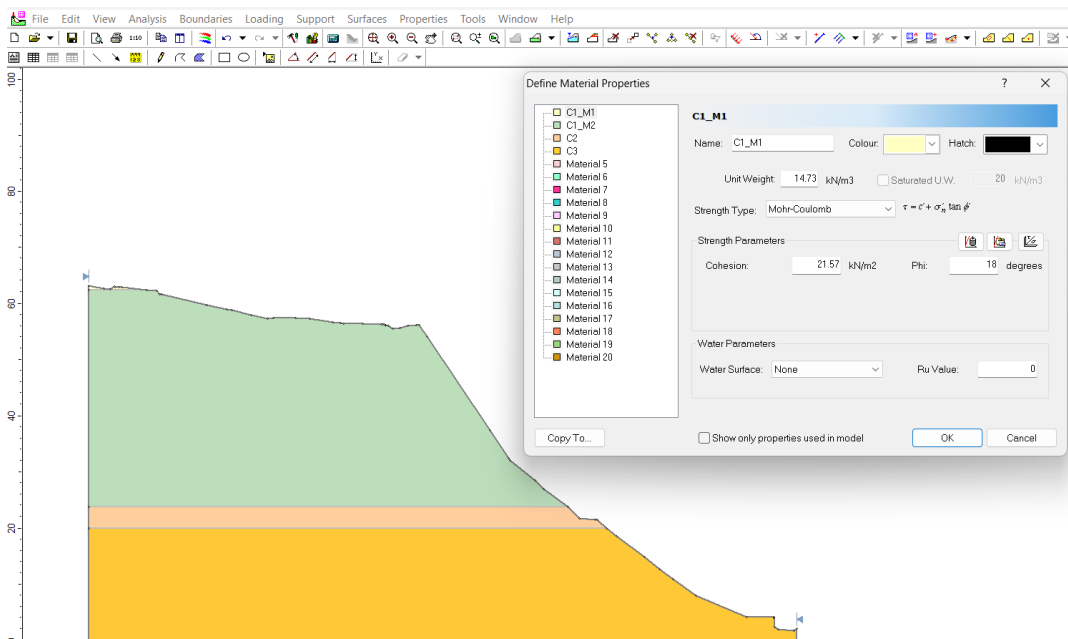 File Edit View Analysis Boundaries Loading Support Surfaces Properties Tools Window Help
1:10
100
80
60
40
20
0
Define Material Properties ?
C1_M1
C1_M2
C2
C3
Material 5
Material 6
Material 7
Material 8
Material 9
Material 10
Material 11
Material 12
Material 13
Material 14
Material 15
Material 16
Material 17
Material 18
Material 19
Material 20
Copy To...
C1_M1
Name: C1_M1 Colour: Hatch:
Unit Weight: 14.73 kN/m3 Saturated U.W. 20 kN/m3
Strength Type: Mohr-Coulomb τ = c' + σ'n tan ϕ'
Strength Parameters
Cohesion: 21.57 kN/m2 Phi: 18 degrees
Water Parameters
Water Surface: None Ru Value: 0
Show only properties used in model OK Cancel